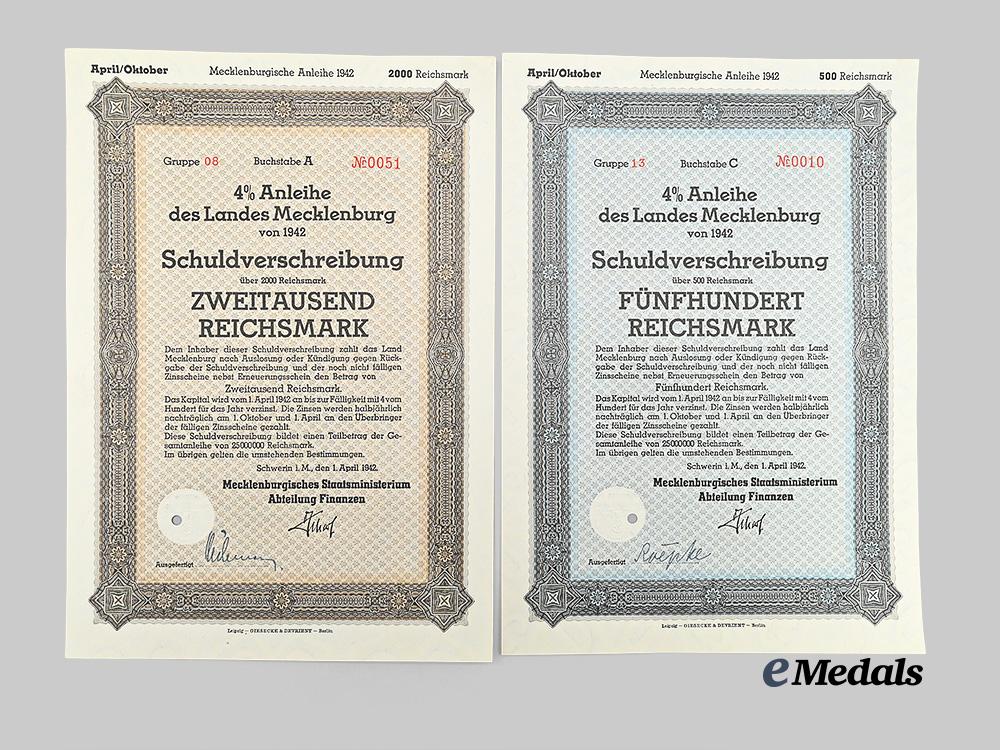 April/Oktober Mecklenburgische Anleihe 1942 2000 Reichsmark
Gruppe 08 Buchstabe A № 0051
4% Anleihe
des Landes Mecklenburg
von 1942
Schuldverschreibung
über 2000 Reichsmark
ZWEITAUSEND
REICHSMARK
Dem Inhaber dieser Schuldverschreibung zahlt das Land
Mecklenburg nach Auslosung oder Kündigung gegen Rück-
gabe der Schuldverschreibung und der noch nicht fälligen
Zinsscheine nebst Erneuerungsschein den Betrag von
Zweitausend Reichsmark.
Das Kapital wird vom 1. April 1942 an bis zur Fälligkeit mit 4 vom
Hundert für das Jahr verzinst. Die Zinsen werden halbjährlich
nachträglich am 1. Oktober und 1. April an den Überbringer
der fälligen Zinsscheine gezahlt.
Diese Schuldverschreibung bildet einen Teilbetrag der Ge-
samtanleihe von 25000000 Reichsmark.
Im übrigen gelten die umstehenden Bestimmungen.
Schwerin i. M., den 1. April 1942.
Mecklenburgisches Staatsministerium
Abteilung Finanzen
Ausgefertigt
Leipzig — GIESECKE & DEVRIENT — Berlin
April/Oktober Mecklenburgische Anleihe 1942 500 Reichsmark
Gruppe 13 Buchstabe C № 0010
4% Anleihe
des Landes Mecklenburg
von 1942
Schuldverschreibung
über 500 Reichsmark
FÜNFHUNDERT
REICHSMARK
Dem Inhaber dieser Schuldverschreibung zahlt das Land
Mecklenburg nach Auslosung oder Kündigung gegen Rück-
gabe der Schuldverschreibung und der noch nicht fälligen
Zinsscheine nebst Erneuerungsschein den Betrag von
Fünfhundert Reichsmark.
Das Kapital wird vom 1. April 1942 an bis zur Fälligkeit mit 4 vom
Hundert für das Jahr verzinst. Die Zinsen werden halbjährlich
nachträglich am 1. Oktober und 1. April an den Überbringer
der fälligen Zinsscheine gezahlt.
Diese Schuldverschreibung bildet einen Teilbetrag der Ge-
samtanleihe von 25000000 Reichsmark.
Im übrigen gelten die umstehenden Bestimmungen.
Schwerin i. M., den 1. April 1942.
Mecklenburgisches Staatsministerium
Abteilung Finanzen
Ausgefertigt Roepke
Leipzig — GIESECKE & DEVRIENT — Berlin
eMedals